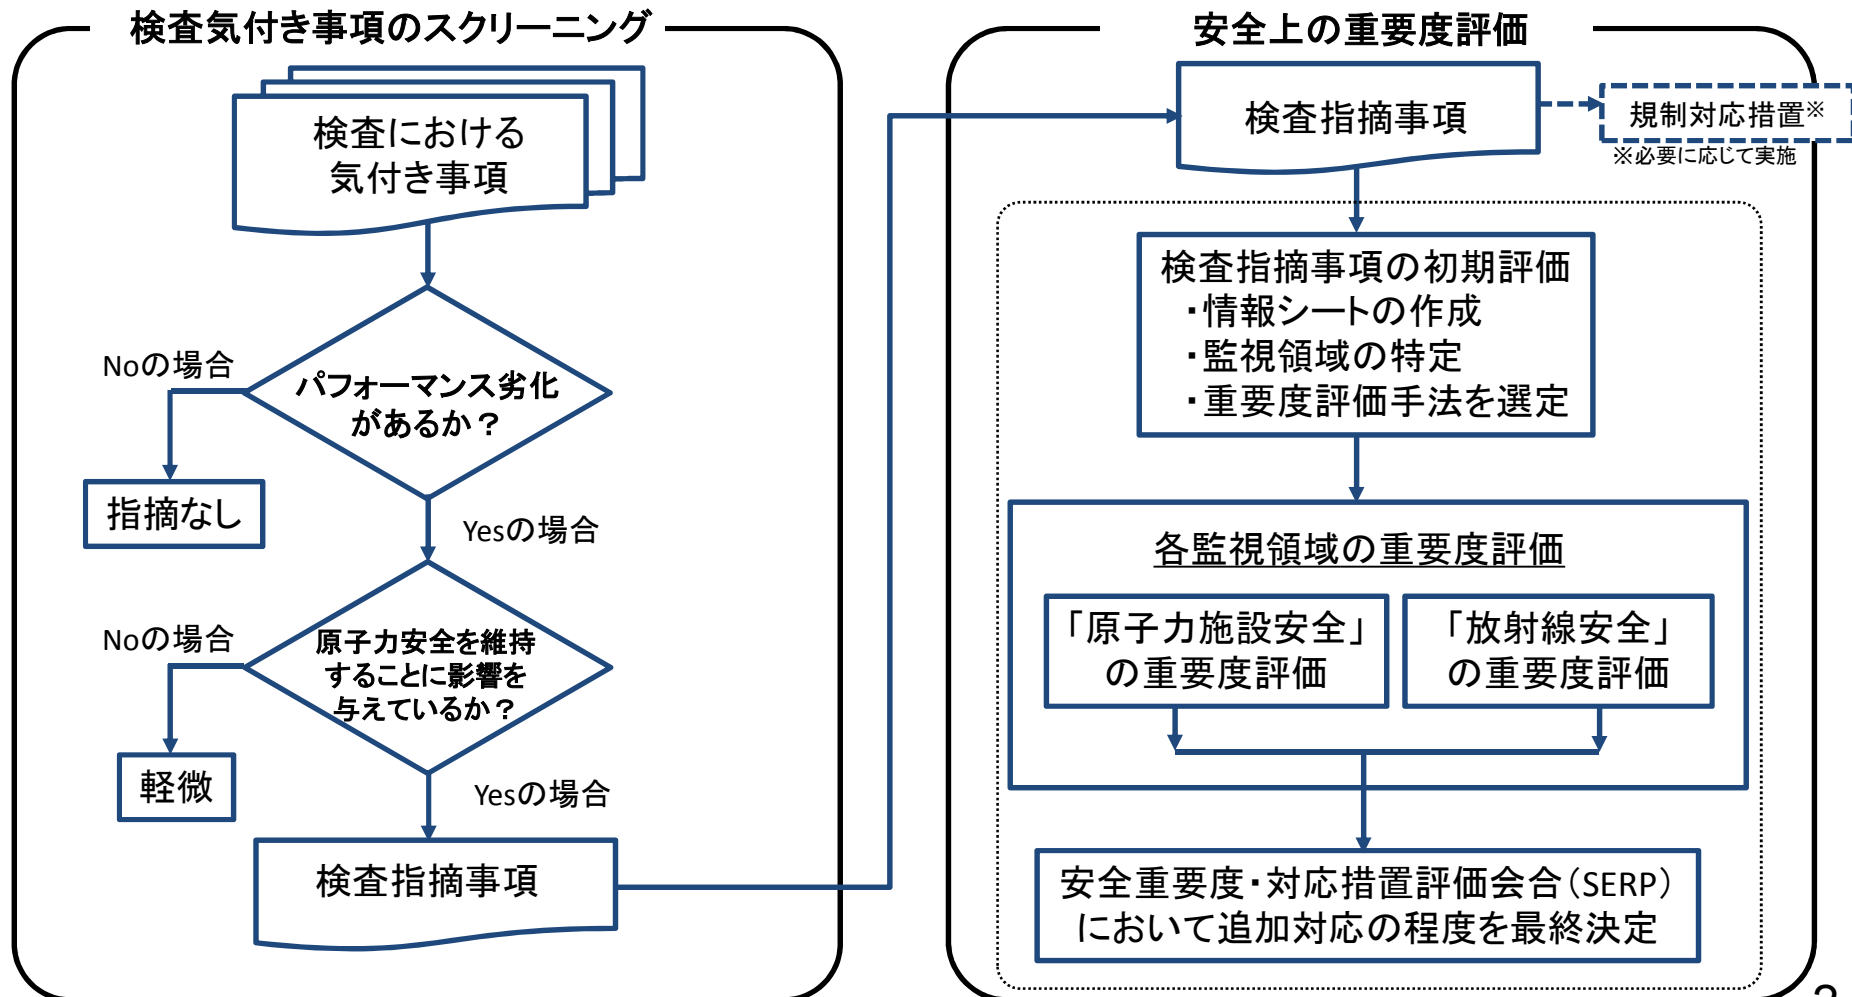 検査気付き事項のスクリーニング
検査における
気付き事項
Noの場合
パフォーマンス劣化
があるか？
指摘なし
Yesの場合
Noの場合
原子力安全を維持
することに影響を
与えているか？
軽微
Yesの場合
検査指摘事項
安全上の重要度評価
検査指摘事項
規制対応措置※
※必要に応じて実施
検査指摘事項の初期評価
・情報シートの作成
・監視領域の特定
・重要度評価手法を選定
各監視領域の重要度評価
「原子力施設安全」
の重要度評価
「放射線安全」
の重要度評価
安全重要度・対応措置評価会合（SERP）
において追加対応の程度を最終決定